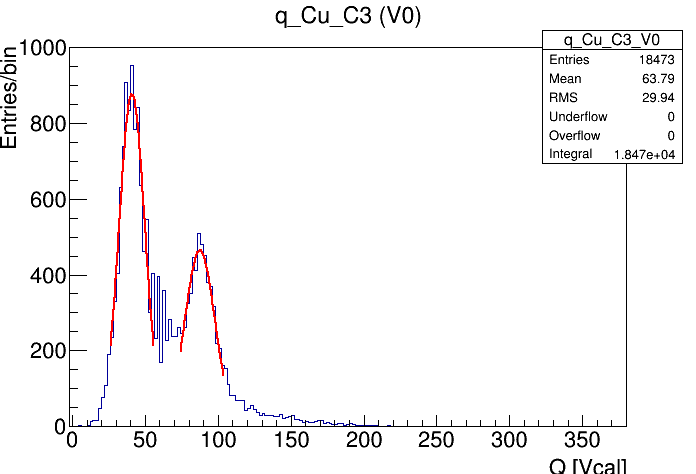 q_Cu_C3 (V0)
q_Cu_C3_V0
Entries 18473
Mean 63.79
RMS 29.94
Underflow 0
Overflow 0
Integral 1.847e+04
Entries/bin
1000
800
600
400
200
0
0 50 100 150 200 250 300 350
Q [Vcal]